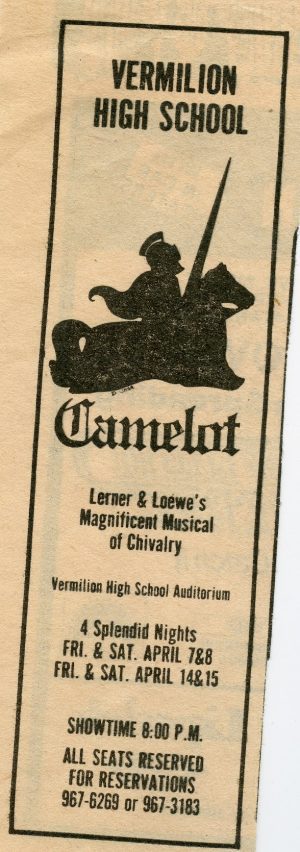 VERMILION
HIGH SCHOOL
Camelot
Lerner & Loewe's
Magnificent Musical
of Chivalry
Vermilion High School Auditorium
4 Splendid Nights
FRI. & SAT. APRIL 7&8
FRI. & SAT. APRIL 14&15
SHOWTIME 8:00 P.M.
ALL SEATS RESERVED
FOR RESERVATIONS
967-6269 or 967-3183